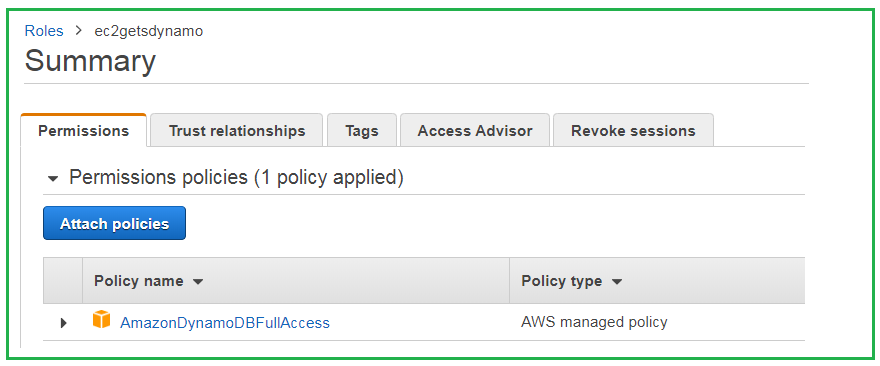 Roles > ec2getsdynamo
Summary
Permissions Trust relationships Tags Access Advisor Revoke sessions
Permissions policies (1 policy applied)
Attach policies
Policy name Policy type
AmazonDynamoDBFullAccess AWS managed policy